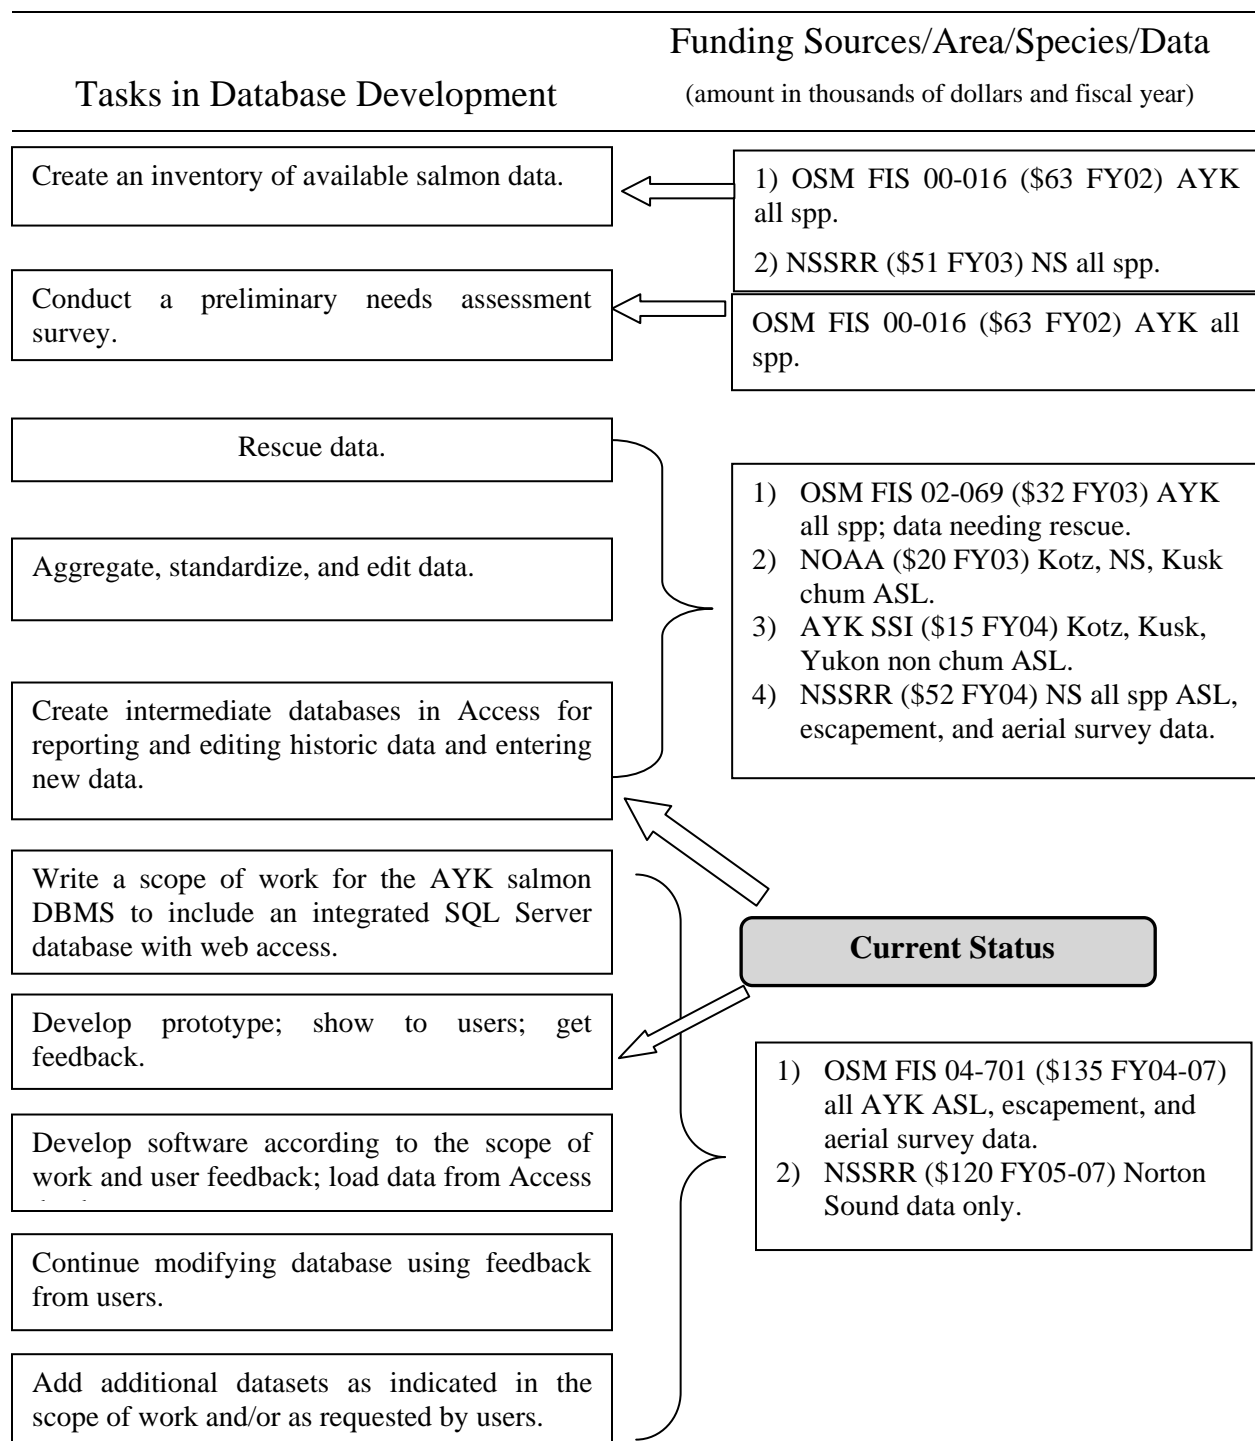 Funding Sources/Area/Species/Data
Tasks in Database Development
(amount in thousands of dollars and fiscal year)
Create an inventory of available salmon data.
1) OSM FIS 00-016 ($63 FY02) AYK
all spp.
2) NSSRR ($51 FY03) NS all spp.
Conduct a preliminary needs assessment
survey.
OSM FIS 00-016 ($63 FY02) AYK all
spp.
Rescue data.
Aggregate, standardize, and edit data.
Create intermediate databases in Access for
reporting and editing historic data and entering
new data.
1) OSM FIS 02-069 ($32 FY03) AYK
all spp; data needing rescue.
2) NOAA ($20 FY03) Kotz, NS, Kusk
chum ASL.
3) AYK SSI ($15 FY04) Kotz, Kusk,
Yukon non chum ASL.
4) NSSRR ($52 FY04) NS all spp ASL,
escapement, and aerial survey data.
Write a scope of work for the AYK salmon
DBMS to include an integrated SQL Server
database with web access.
Current Status
Develop prototype; show to users; get
feedback.
Develop software according to the scope of
work and user feedback; load data from Access
Continue modifying database using feedback
from users.
Add additional datasets as indicated in the
scope of work and/or as requested by users.
1) OSM FIS 04-701 ($135 FY04-07)
all AYK ASL, escapement, and
aerial survey data.
2) NSSRR ($120 FY05-07) Norton
Sound data only.